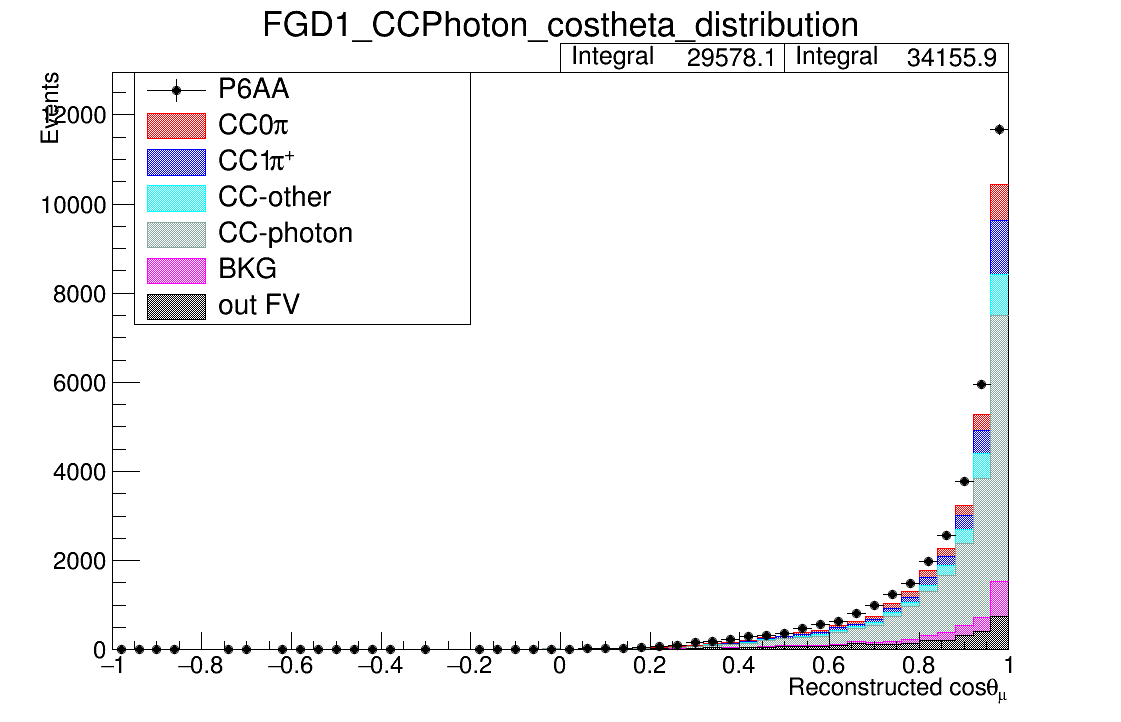 FGD1_CCPhoton_costheta_distribution
Integral 29578.1 Integral 34155.9
Events
P6AA
CC0π
CC1π⁺
CC-other
CC-photon
BKG
out FV
12000
10000
8000
6000
4000
2000
0
−1 −0.8 −0.6 −0.4 −0.2 0 0.2 0.4 0.6 0.8 1
Reconstructed cosθμ